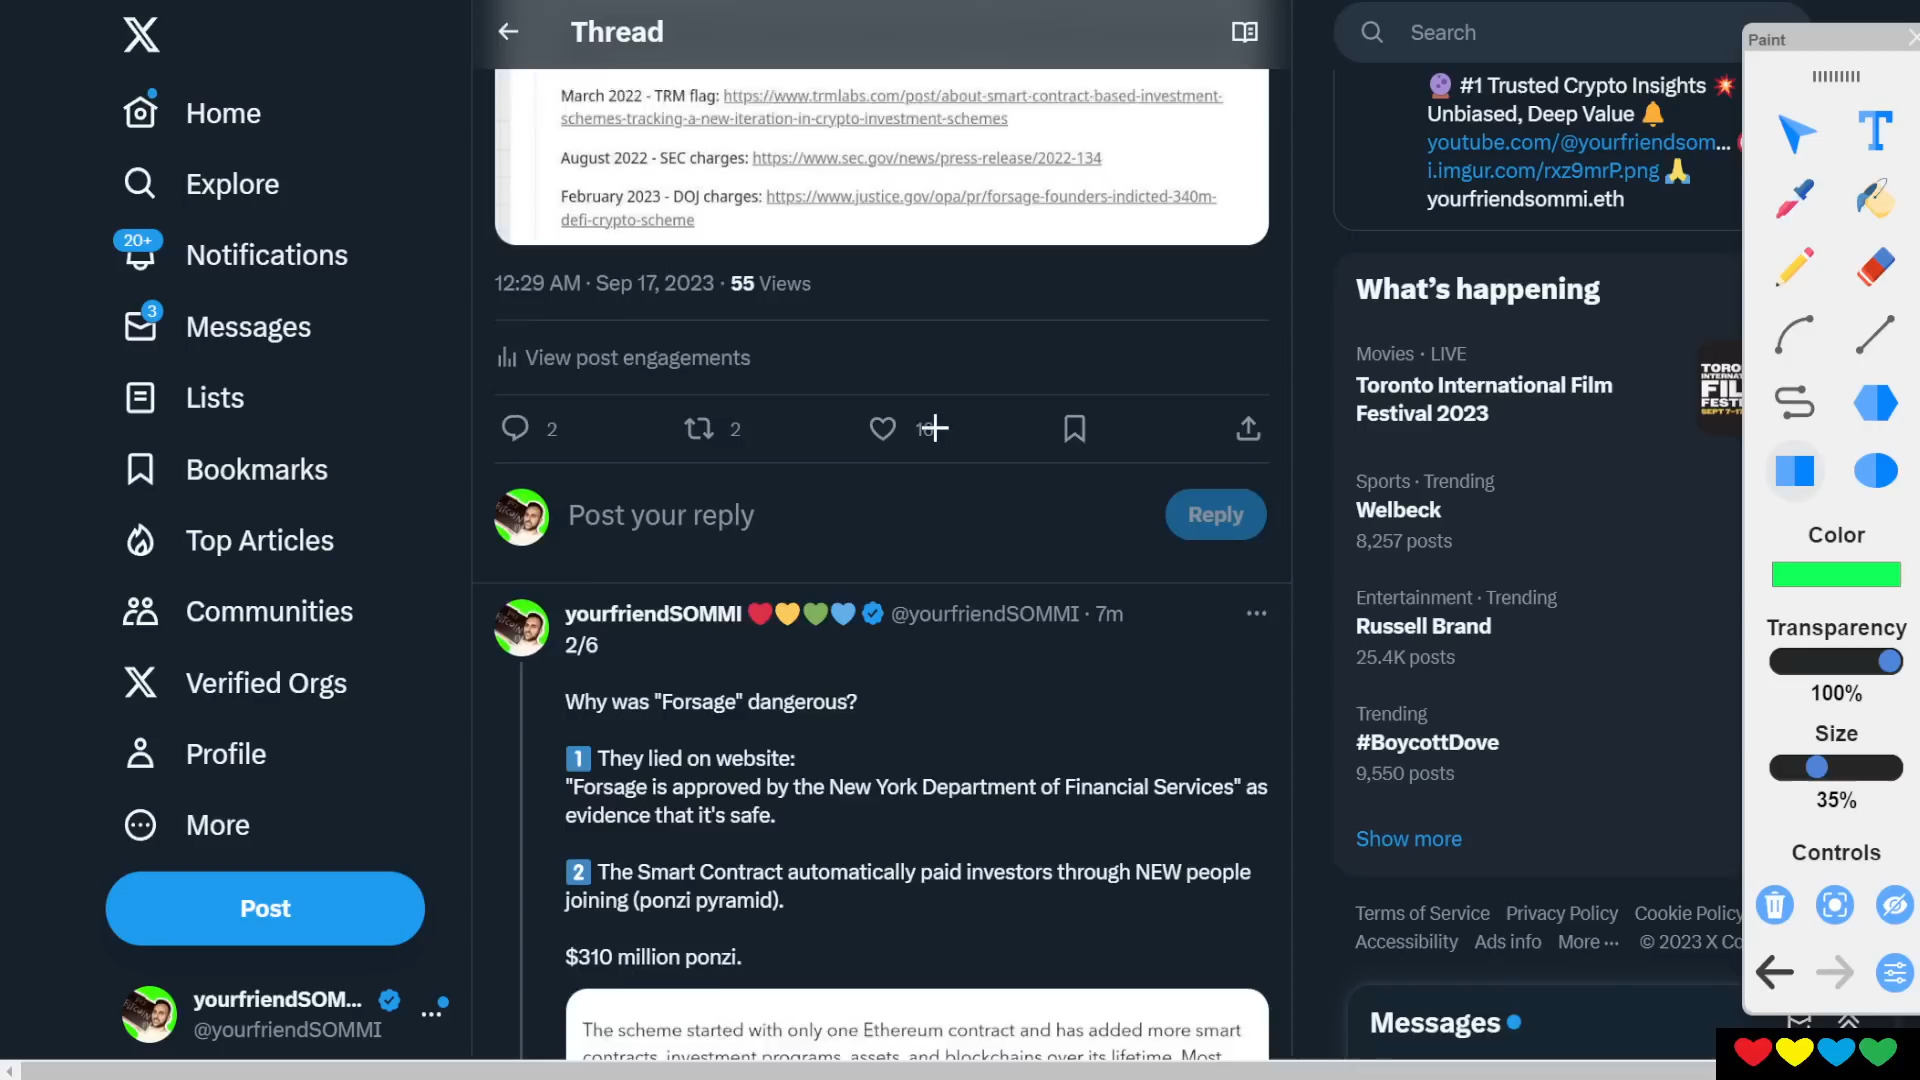 Home
Explore
20+
Notifications
3
Messages
Lists
Bookmarks
Top Articles
Communities
Verified Orgs
Profile
More
Post
yourfriendSOM...
@yourfriendSOMMI
Thread
March 2022 - TRM flag: https://www.trmlabs.com/post/about-smart-contract-based-investment-
schemes-tracking-a-new-iteration-in-crypto-investment-schemes
August 2022 - SEC charges: https://www.sec.gov/news/press-release/2022-134
February 2023 - DOJ charges: https://www.justice.gov/opa/pr/forsage-founders-indicted-340m-
defi-crypto-scheme
12:29 AM · Sep 17, 2023 · 55 Views
View post engagements
2
2
Post your reply
Reply
yourfriendSOMMI @yourfriendSOMMI · 7m
2/6
Why was "Forsage" dangerous?
1 They lied on website:
"Forsage is approved by the New York Department of Financial Services" as
evidence that it's safe.
2 The Smart Contract automatically paid investors through NEW people
joining (ponzi pyramid).
$310 million ponzi.
The scheme started with only one Ethereum contract and has added more smart
contracts, investment programs, assets, and blockchains over its lifetime. Most
Search
#1 Trusted Crypto Insights
Unbiased, Deep Value
youtube.com/@yourfriendsom...
i.imgur.com/rxz9mrP.png
yourfriendsommi.eth
What's happening
Movies · LIVE
Toronto International Film
Festival 2023
Sports · Trending
Welbeck
8,257 posts
Entertainment · Trending
Russell Brand
25.4K posts
Trending
#BoycottDove
9,550 posts
Show more
Terms of Service Privacy Policy Cookie Policy
Accessibility Ads info More ··· © 2023 X Co
Messages
Paint
T
Color
Transparency
100%
Size
35%
Controls